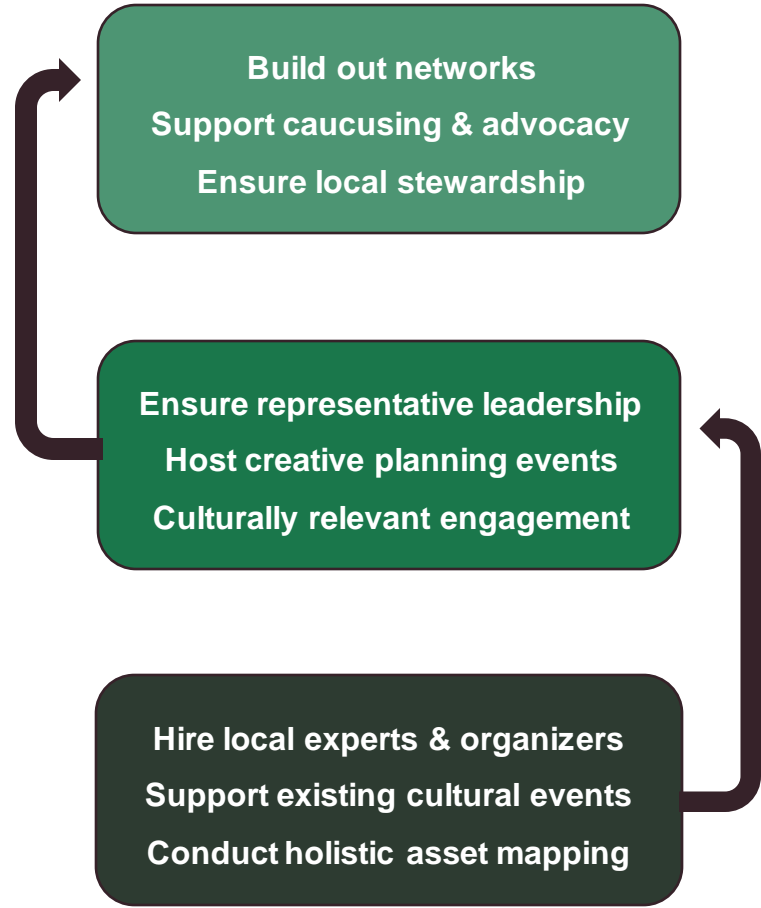 Build out networks
Support caucusing & advocacy
Ensure local stewardship
Ensure representative leadership
Host creative planning events
Culturally relevant engagement
Hire local experts & organizers
Support existing cultural events
Conduct holistic asset mapping